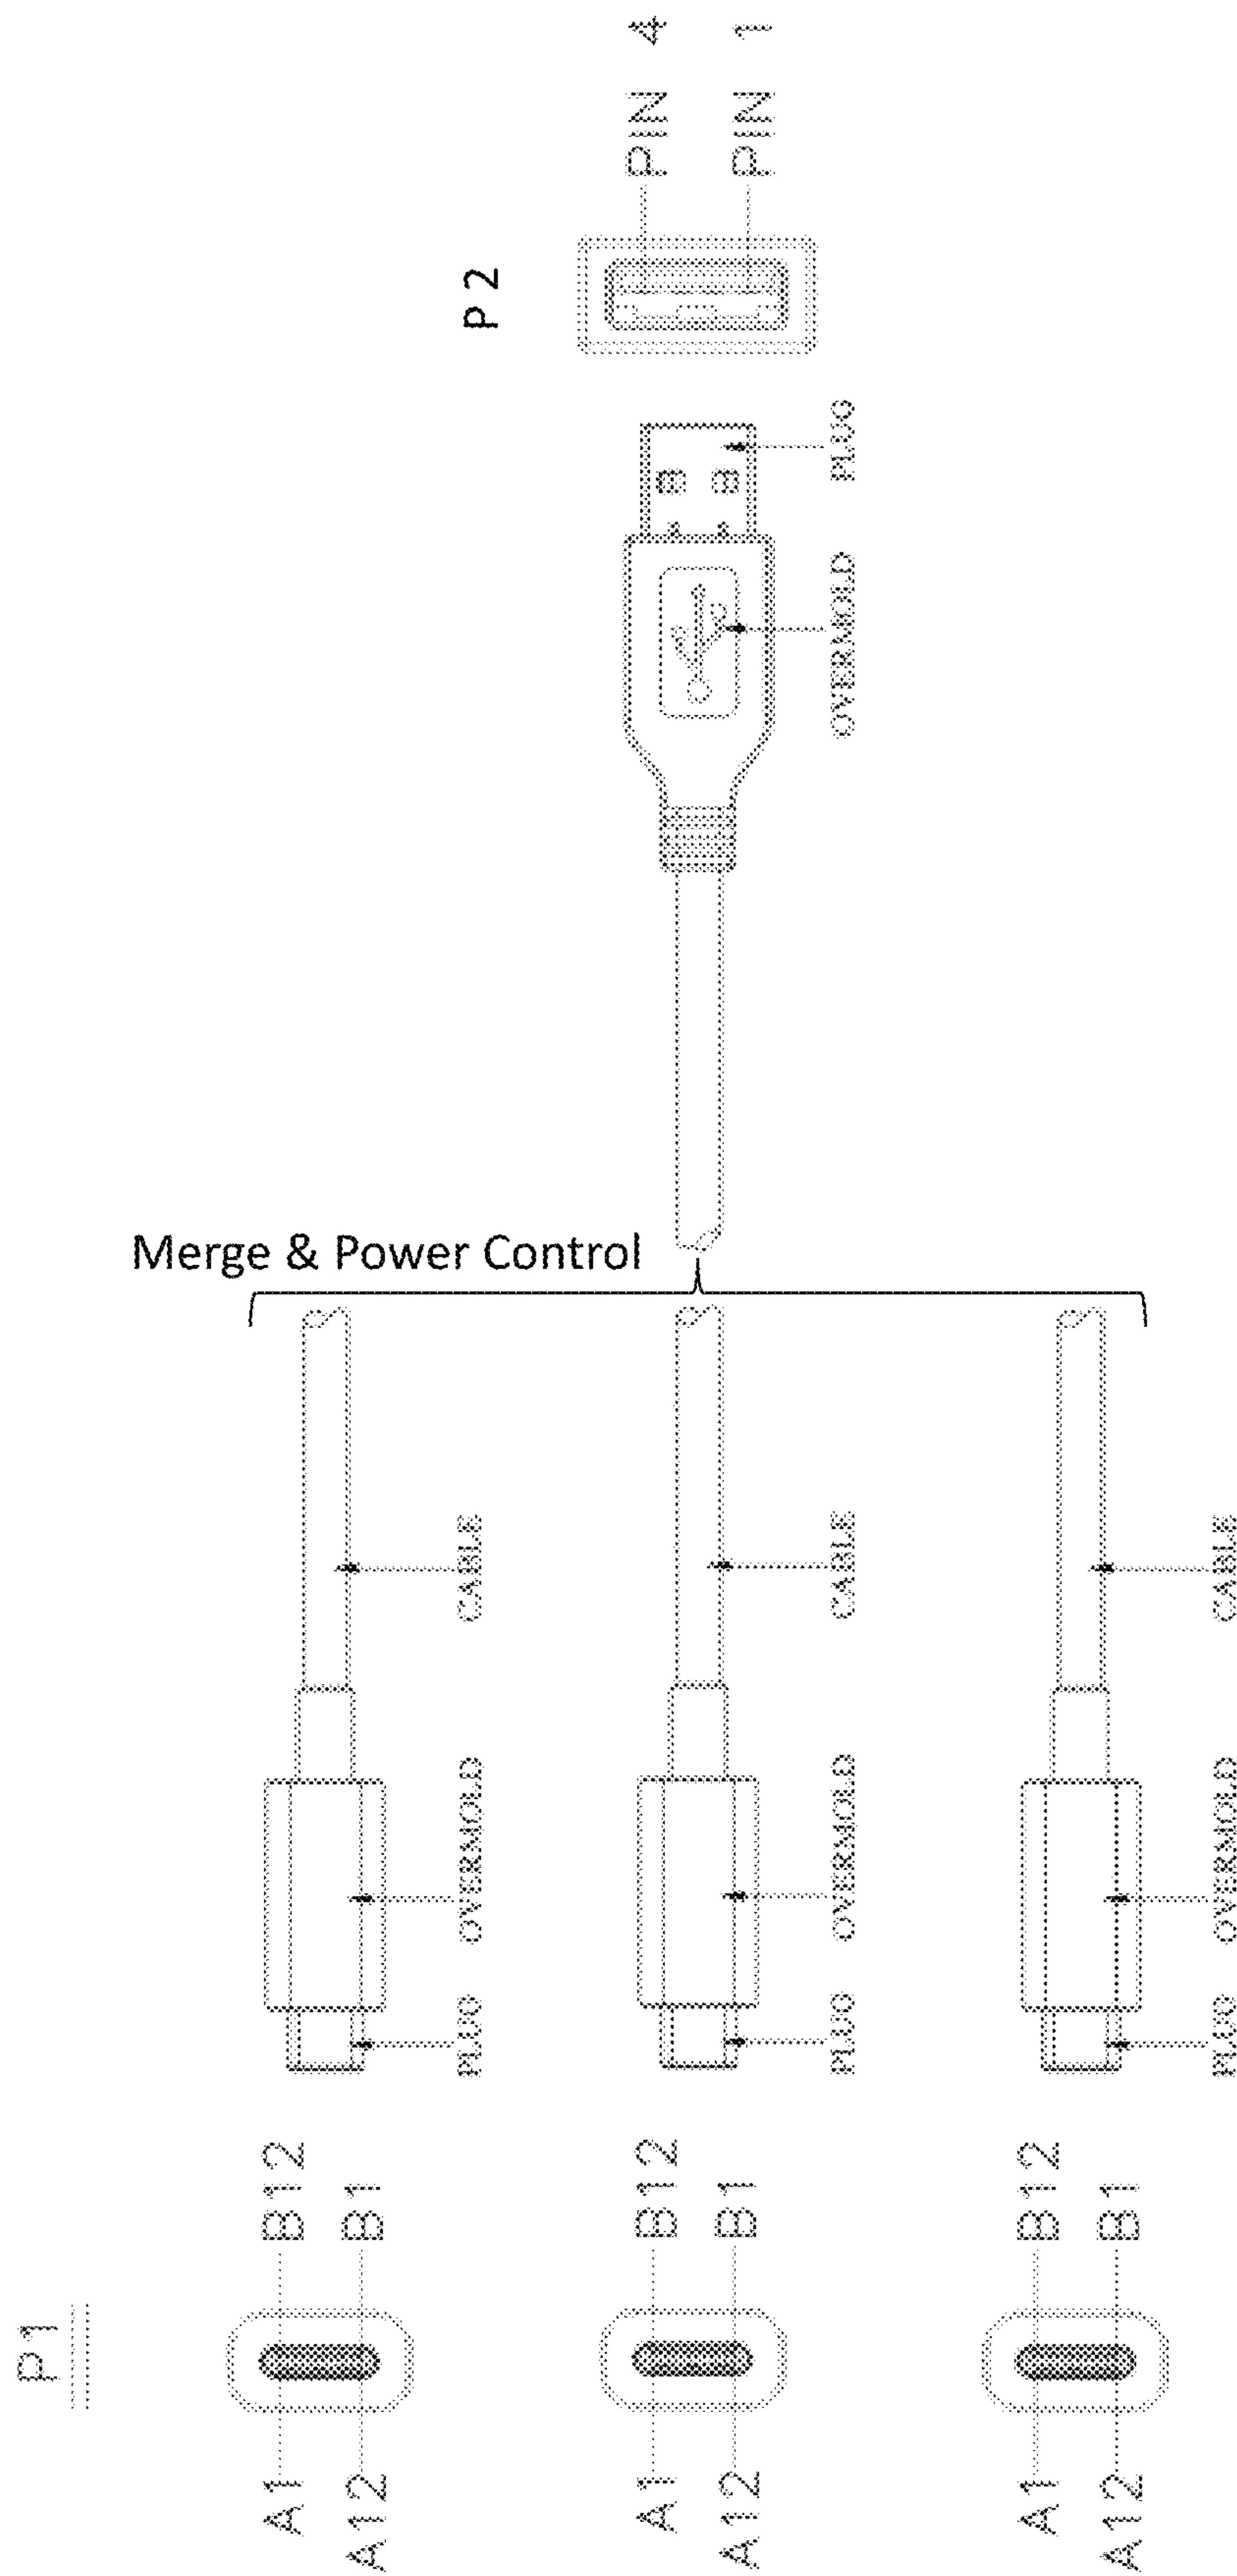 P1
A1
B12
A12
B1
PLUG
OVERMOLD
CABLE
A1
B12
A12
B1
PLUG
OVERMOLD
CABLE
A1
B12
A12
B1
PLUG
OVERMOLD
CABLE
Merge & Power Control
OVERMOLD
PLUG
P 2
PIN 4
PIN 1